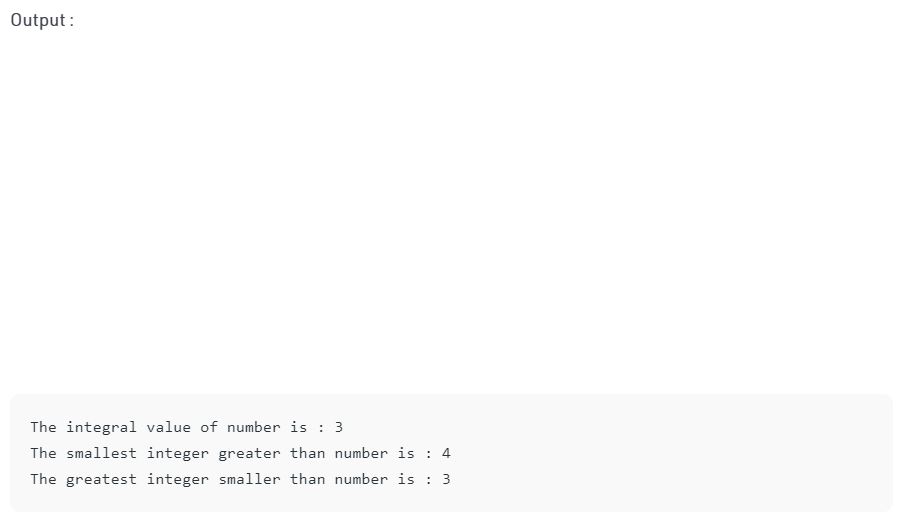 Output :
The integral value of number is : 3
The smallest integer greater than number is : 4
The greatest integer smaller than number is : 3